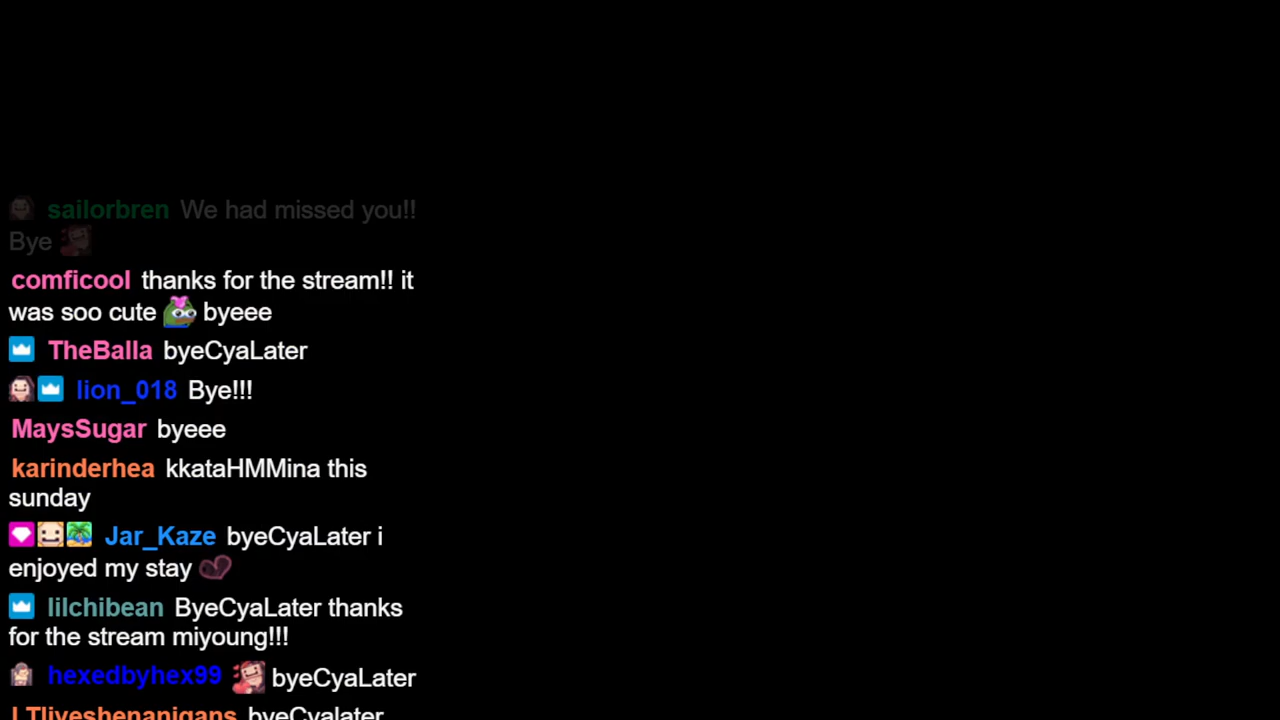 sailorbren We had missed you!!
Bye
comficool thanks for the stream!! it
was soo cute byeee
TheBalla byeCyaLater
lion_018 Bye!!!
MaysSugar byeee
karinderhea kkataHMMina this
sunday
Jar_Kaze byeCyaLater i
enjoyed my stay
lilchibean ByeCyaLater thanks
for the stream miyoung!!!
hexedbyhex99 byeCyaLater
LTliveshenanigans byeCyalater